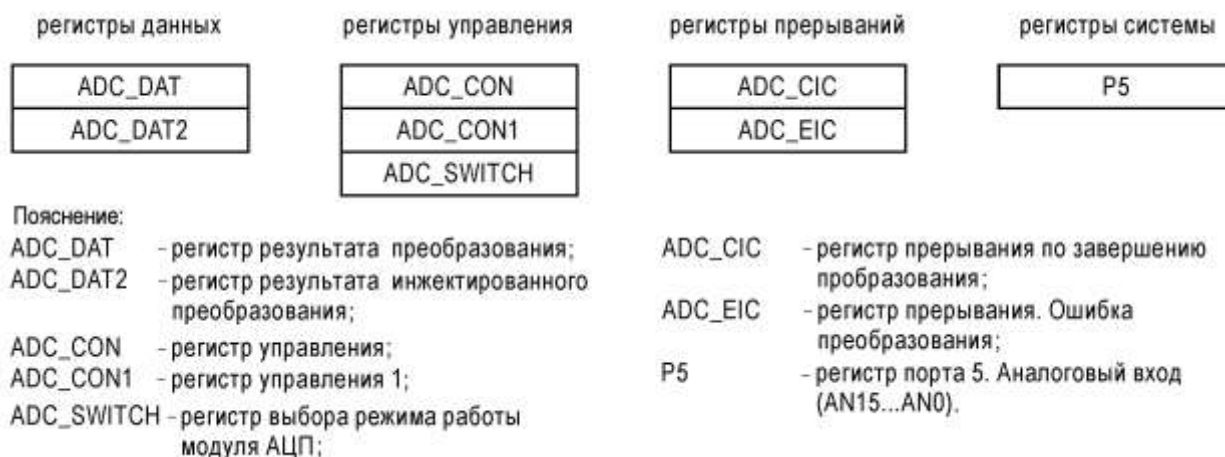 регистры данных регистры управления регистры прерываний регистры системы
ADC_DAT ADC_CON ADC_CIC P5
ADC_DAT2 ADC_CON1 ADC_EIC
ADC_SWITCH
Пояснение:
ADC_DAT – регистр результата преобразования;
ADC_DAT2 – регистр результата инжектированного
преобразования;
ADC_CON – регистр управления;
ADC_CON1 – регистр управления 1;
ADC_SWITCH – регистр выбора режима работы
модуля АЦП;
ADC_CIC – регистр прерывания по завершению
пробразования;
ADC_EIC – регистр прерывания. Ошибка
преобразования;
P5 – регистр порта 5. Аналоговый вход
(AN15...AN0).